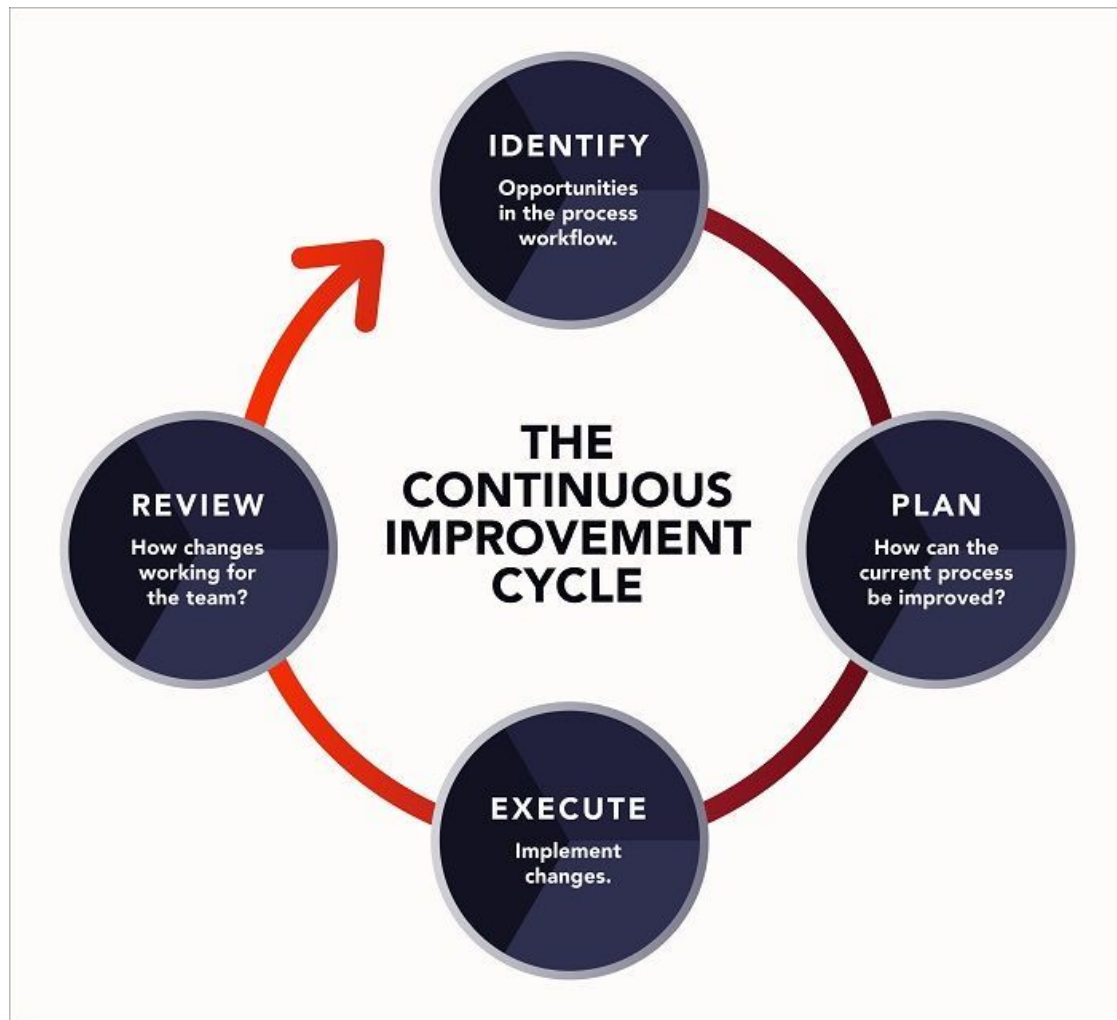 IDENTIFY
Opportunities
in the process
workflow.
THE
CONTINUOUS
IMPROVEMENT
CYCLE
REVIEW
How changes
working for
the team?
PLAN
How can the
current process
be improved?
EXECUTE
Implement
changes.